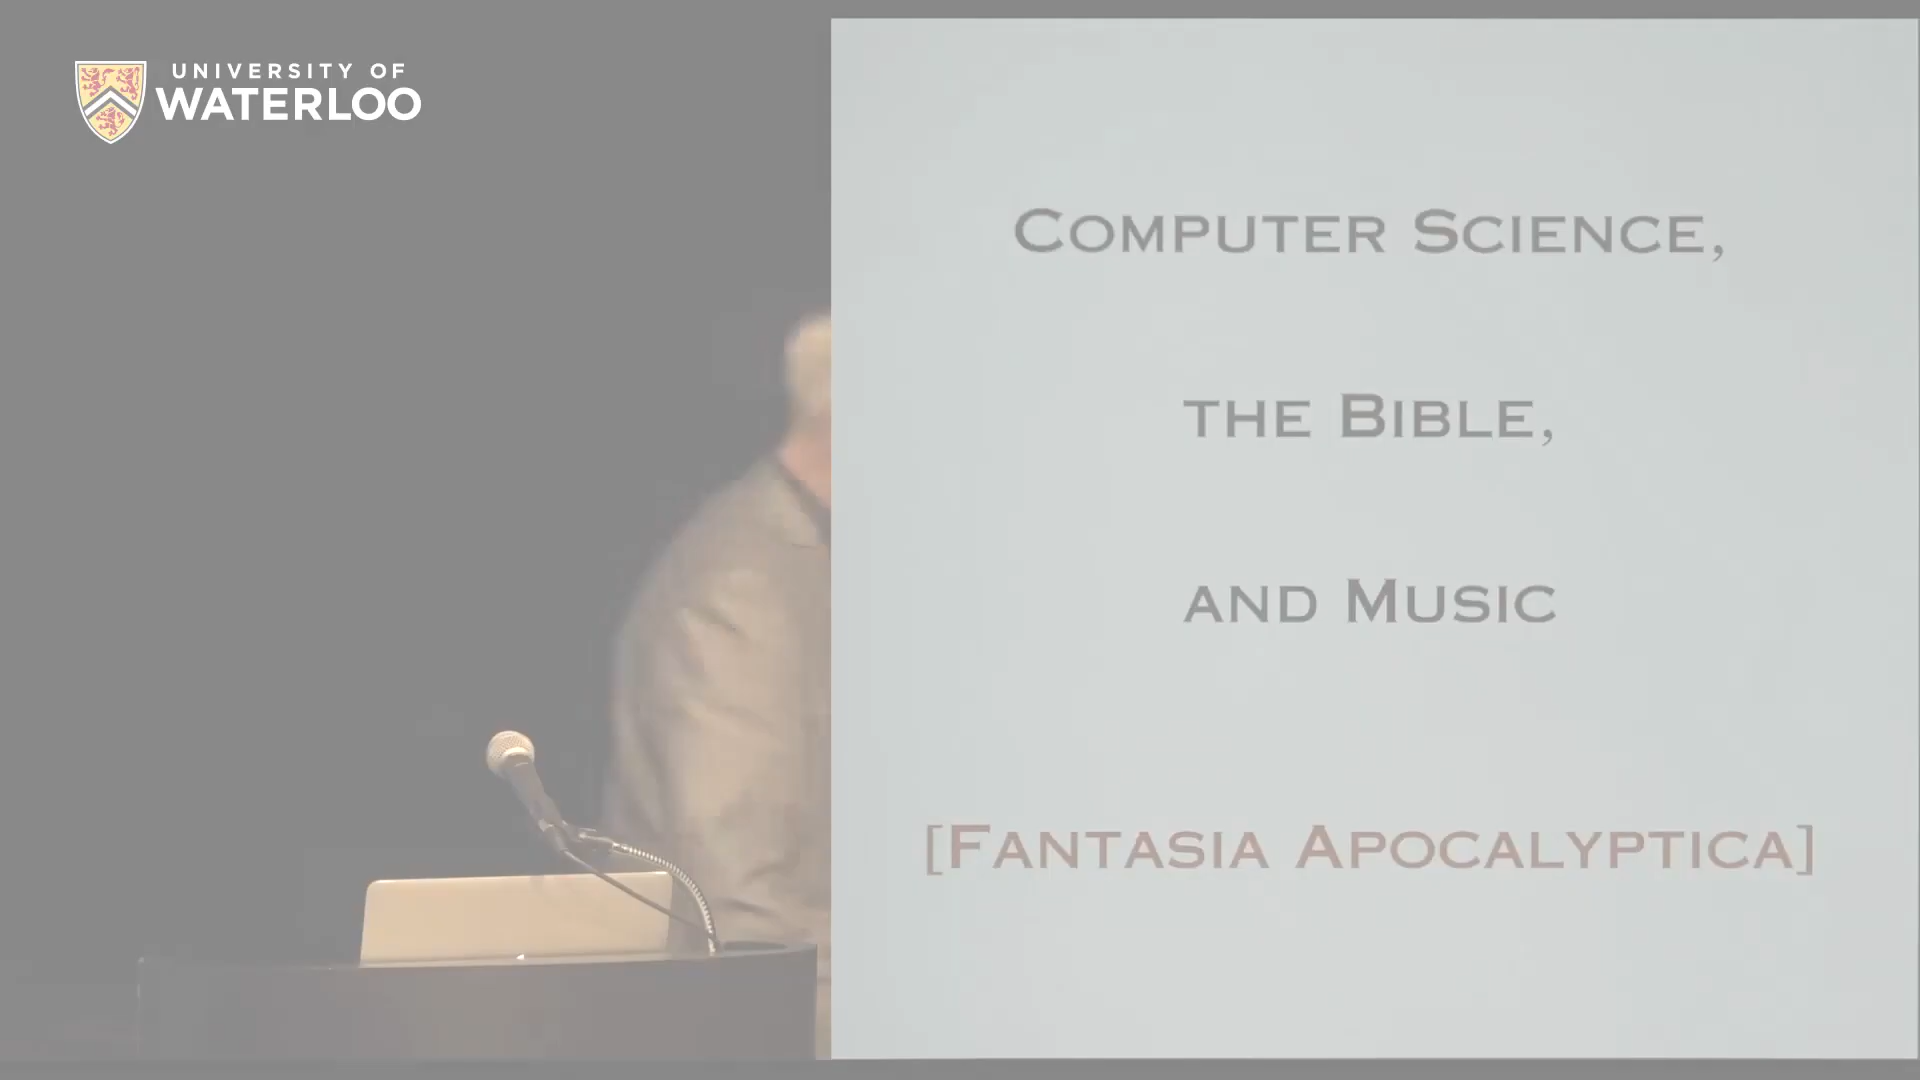 UNIVERSITY OF
WATERLOO
COMPUTER SCIENCE,
THE BIBLE,
AND MUSIC
[FANTASIA APOCALYPTICA]